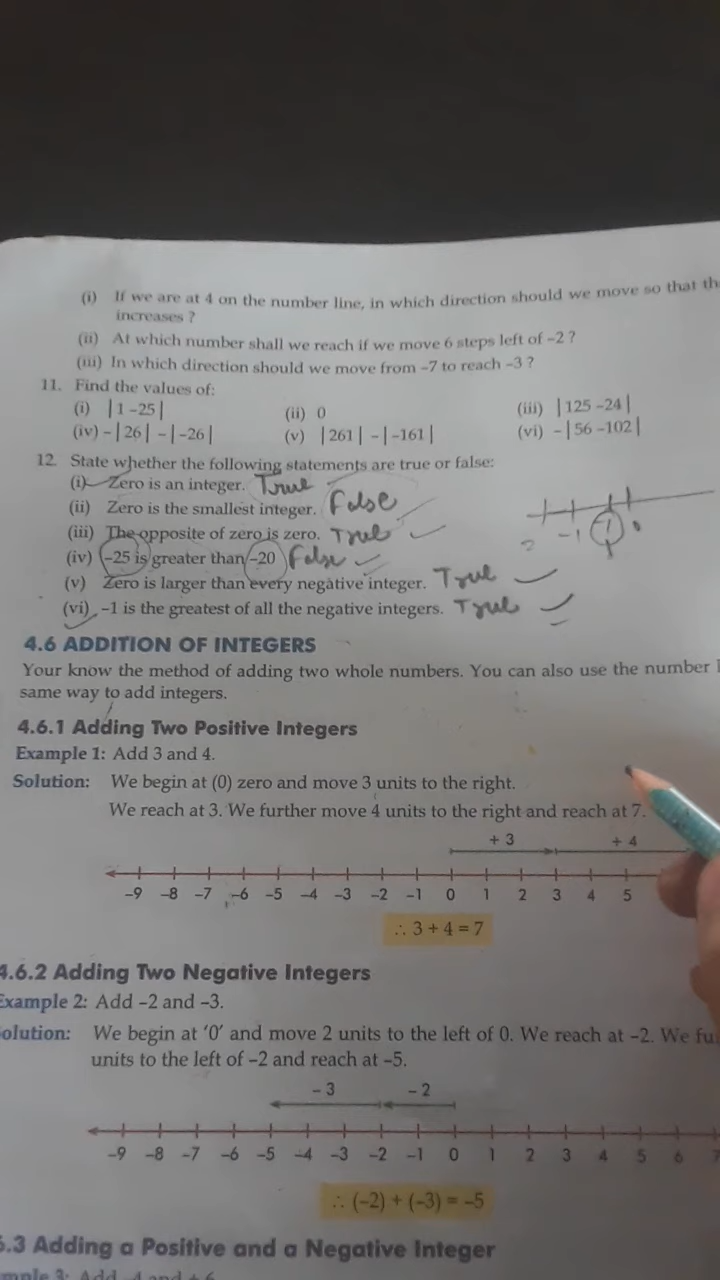 (i) If we are at 4 on the number line, in which direction should we move so that
increases ?
(ii) At which number shall we reach if we move 6 steps left of –2 ?
(iii) In which direction should we move from –7 to reach –3 ?
11. Find the values of:
(i) | 1 –25 | (ii) 0 (iii) | 125 –24 |
(iv) – | 26 | – | –26 | (v) | 261 | – | –161 | (vi) – | 56 –102 |
12. State whether the following statements are true or false:
(i) Zero is an integer. True
(ii) Zero is the smallest integer. False
(iii) The opposite of zero is zero. True
(iv) –25 is greater than –20 False
(v) Zero is larger than every negative integer. True
(vi) –1 is the greatest of all the negative integers. True
4.6 ADDITION OF INTEGERS
Your know the method of adding two whole numbers. You can also use the number
same way to add integers.
4.6.1 Adding Two Positive Integers
Example 1: Add 3 and 4.
Solution: We begin at (0) zero and move 3 units to the right.
We reach at 3. We further move 4 units to the right and reach at 7.
+ 3 + 4
–9 –8 –7 –6 –5 –4 –3 –2 –1 0 1 2 3 4 5
∴ 3 + 4 = 7
4.6.2 Adding Two Negative Integers
Example 2: Add –2 and –3.
olution: We begin at ‘0’ and move 2 units to the left of 0. We reach at –2. We fu
units to the left of –2 and reach at –5.
– 3 – 2
–9 –8 –7 –6 –5 –4 –3 –2 –1 0 1 2 3 4 5 6 7
∴ (–2) + (–3) = –5
.3 Adding a Positive and a Negative Integer